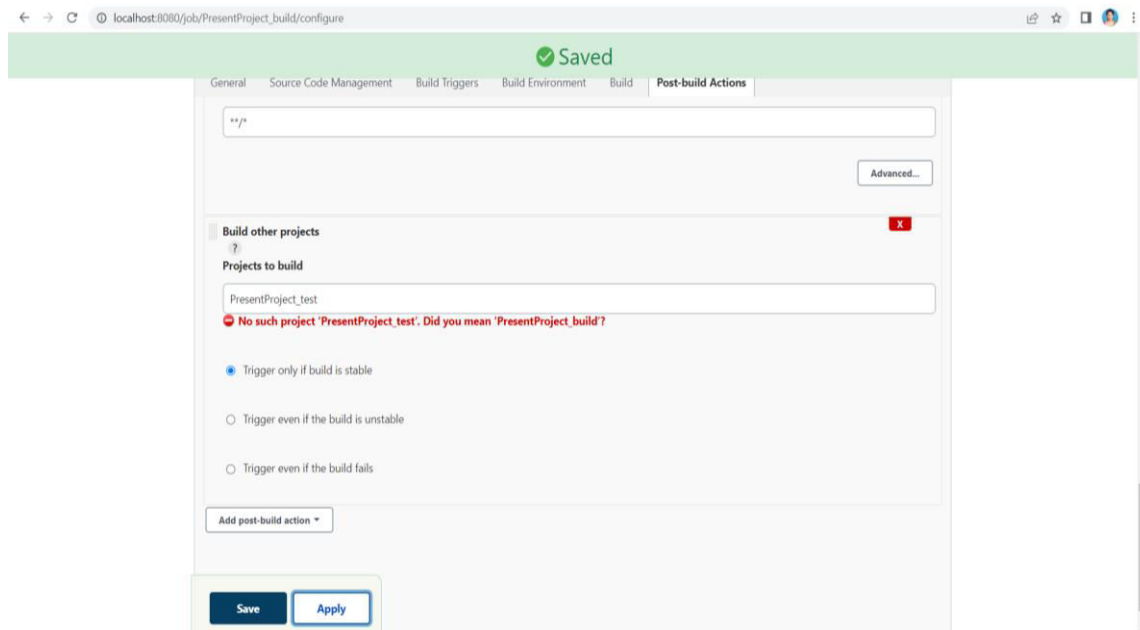 localhost:8080/job/PresentProject_build/configure
Saved
General Source Code Management Build Triggers Build Environment Build Post-build Actions
**/*
Advanced...
X
Build other projects
?
Projects to build
PresentProject_test
No such project 'PresentProject_test'. Did you mean 'PresentProject_build'?
Trigger only if build is stable
Trigger even if the build is unstable
Trigger even if the build fails
Add post-build action
Save Apply